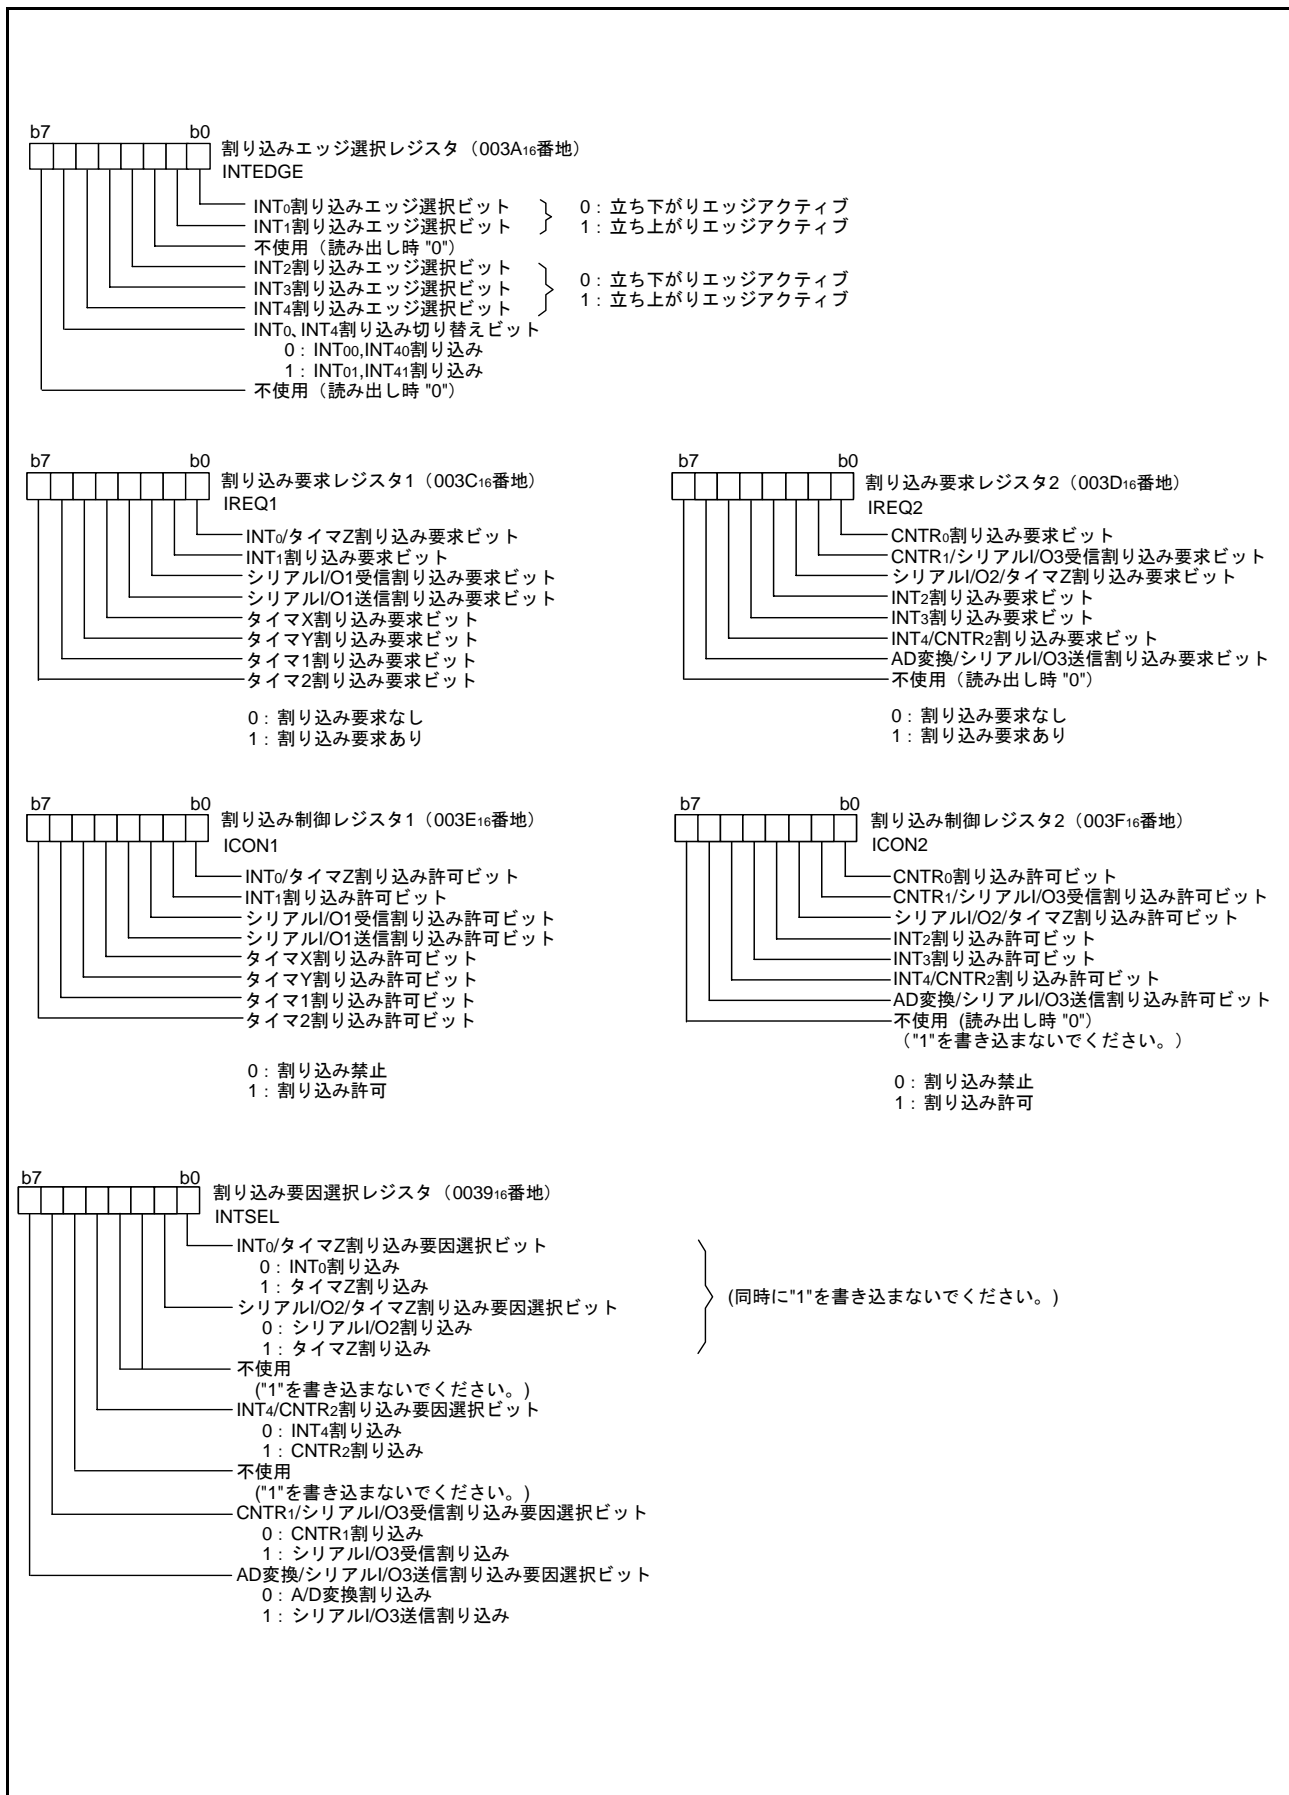 b7 b0
割り込みエッジ選択レジスタ（003A16番地）
INTEDGE
INT0割り込みエッジ選択ビット
INT1割り込みエッジ選択ビット
0：立ち下がりエッジアクティブ
1：立ち上がりエッジアクティブ
不使用（読み出し時 "0"）
INT2割り込みエッジ選択ビット
INT3割り込みエッジ選択ビット
INT4割り込みエッジ選択ビット
0：立ち下がりエッジアクティブ
1：立ち上がりエッジアクティブ
INT0、INT4割り込み切り替えビット
0：INT00,INT40割り込み
1：INT01,INT41割り込み
不使用（読み出し時 "0"）
b7 b0
割り込み要求レジスタ1（003C16番地）
IREQ1
INT0/タイマZ割り込み要求ビット
INT1割り込み要求ビット
シリアルI/O1受信割り込み要求ビット
シリアルI/O1送信割り込み要求ビット
タイマX割り込み要求ビット
タイマY割り込み要求ビット
タイマ1割り込み要求ビット
タイマ2割り込み要求ビット
0：割り込み要求なし
1：割り込み要求あり
b7 b0
割り込み要求レジスタ2（003D16番地）
IREQ2
CNTR0割り込み要求ビット
CNTR1/シリアルI/O3受信割り込み要求ビット
シリアルI/O2/タイマZ割り込み要求ビット
INT2割り込み要求ビット
INT3割り込み要求ビット
INT4/CNTR2割り込み要求ビット
AD変換/シリアルI/O3送信割り込み要求ビット
不使用（読み出し時 "0"）
0：割り込み要求なし
1：割り込み要求あり
b7 b0
割り込み制御レジスタ1（003E16番地）
ICON1
INT0/タイマZ割り込み許可ビット
INT1割り込み許可ビット
シリアルI/O1受信割り込み許可ビット
シリアルI/O1送信割り込み許可ビット
タイマX割り込み許可ビット
タイマY割り込み許可ビット
タイマ1割り込み許可ビット
タイマ2割り込み許可ビット
0：割り込み禁止
1：割り込み許可
b7 b0
割り込み制御レジスタ2（003F16番地）
ICON2
CNTR0割り込み許可ビット
CNTR1/シリアルI/O3受信割り込み許可ビット
シリアルI/O2/タイマZ割り込み許可ビット
INT2割り込み許可ビット
INT3割り込み許可ビット
INT4/CNTR2割り込み許可ビット
AD変換/シリアルI/O3送信割り込み許可ビット
不使用 (読み出し時 "0"）
（"1"を書き込まないでください。）
0：割り込み禁止
1：割り込み許可
b7 b0
割り込み要因選択レジスタ（003916番地）
INTSEL
INT0/タイマZ割り込み要因選択ビット
0：INT0割り込み
1：タイマZ割り込み
シリアルI/O2/タイマZ割り込み要因選択ビット
0：シリアルI/O2割り込み
1：タイマZ割り込み
(同時に"1"を書き込まないでください。)
不使用
("1"を書き込まないでください。)
INT4/CNTR2割り込み要因選択ビット
0：INT4割り込み
1：CNTR2割り込み
不使用
("1"を書き込まないでください。)
CNTR1/シリアルI/O3受信割り込み要因選択ビット
0：CNTR1割り込み
1：シリアルI/O3受信割り込み
AD変換/シリアルI/O3送信割り込み要因選択ビット
0：A/D変換割り込み
1：シリアルI/O3送信割り込み